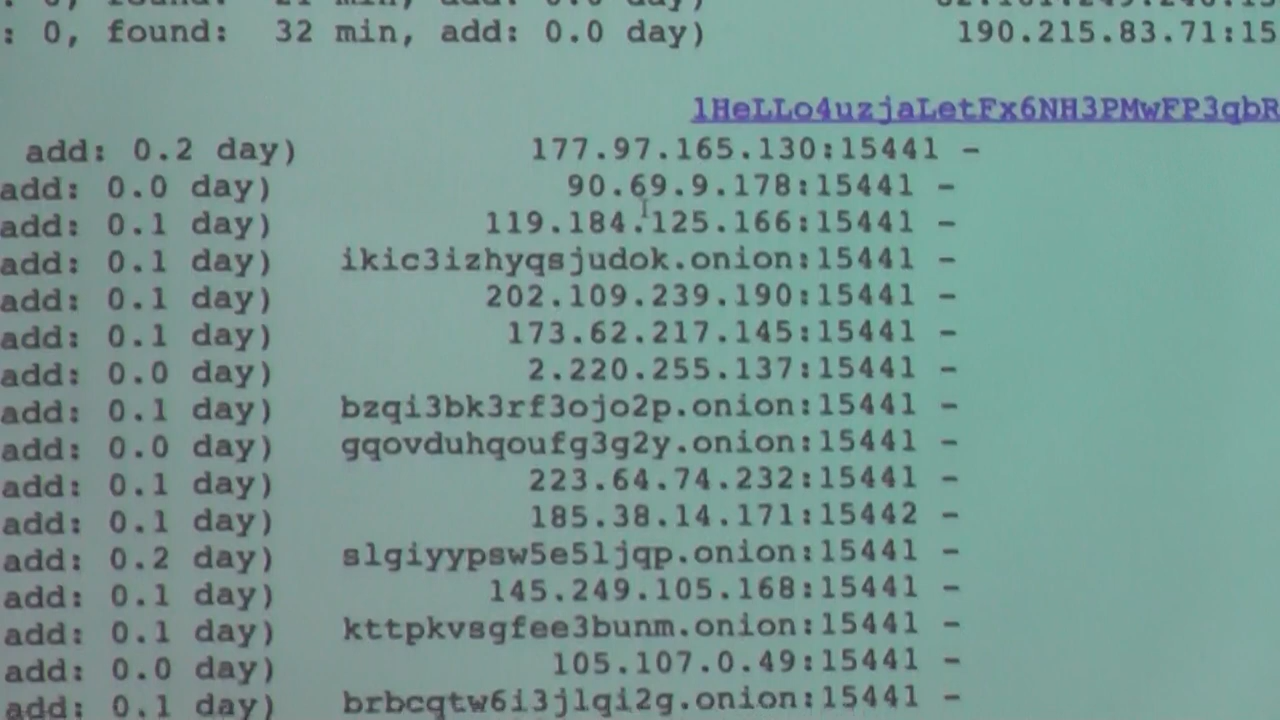 : 0, found: 32 min, add: 0.0 day) 190.215.83.71:15
1HeLLo4uzjaLetFx6NH3PMwFP3qbR
add: 0.2 day) 177.97.165.130:15441 -
add: 0.0 day) 90.69.9.178:15441 -
add: 0.1 day) 119.184.125.166:15441 -
add: 0.1 day) ikic3izhyqsjudok.onion:15441 -
add: 0.1 day) 202.109.239.190:15441 -
add: 0.1 day) 173.62.217.145:15441 -
add: 0.0 day) 2.220.255.137:15441 -
add: 0.1 day) bzqi3bk3rf3ojo2p.onion:15441 -
add: 0.0 day) gqovduhqoufg3g2y.onion:15441 -
add: 0.1 day) 223.64.74.232:15441 -
add: 0.1 day) 185.38.14.171:15442 -
add: 0.2 day) slgiyypsw5e5ljqp.onion:15441 -
add: 0.1 day) 145.249.105.168:15441 -
add: 0.1 day) kttpkvsgfee3bunm.onion:15441 -
add: 0.0 day) 105.107.0.49:15441 -
add: 0.1 day) brbcqtw6i3jlgi2g.onion:15441 -